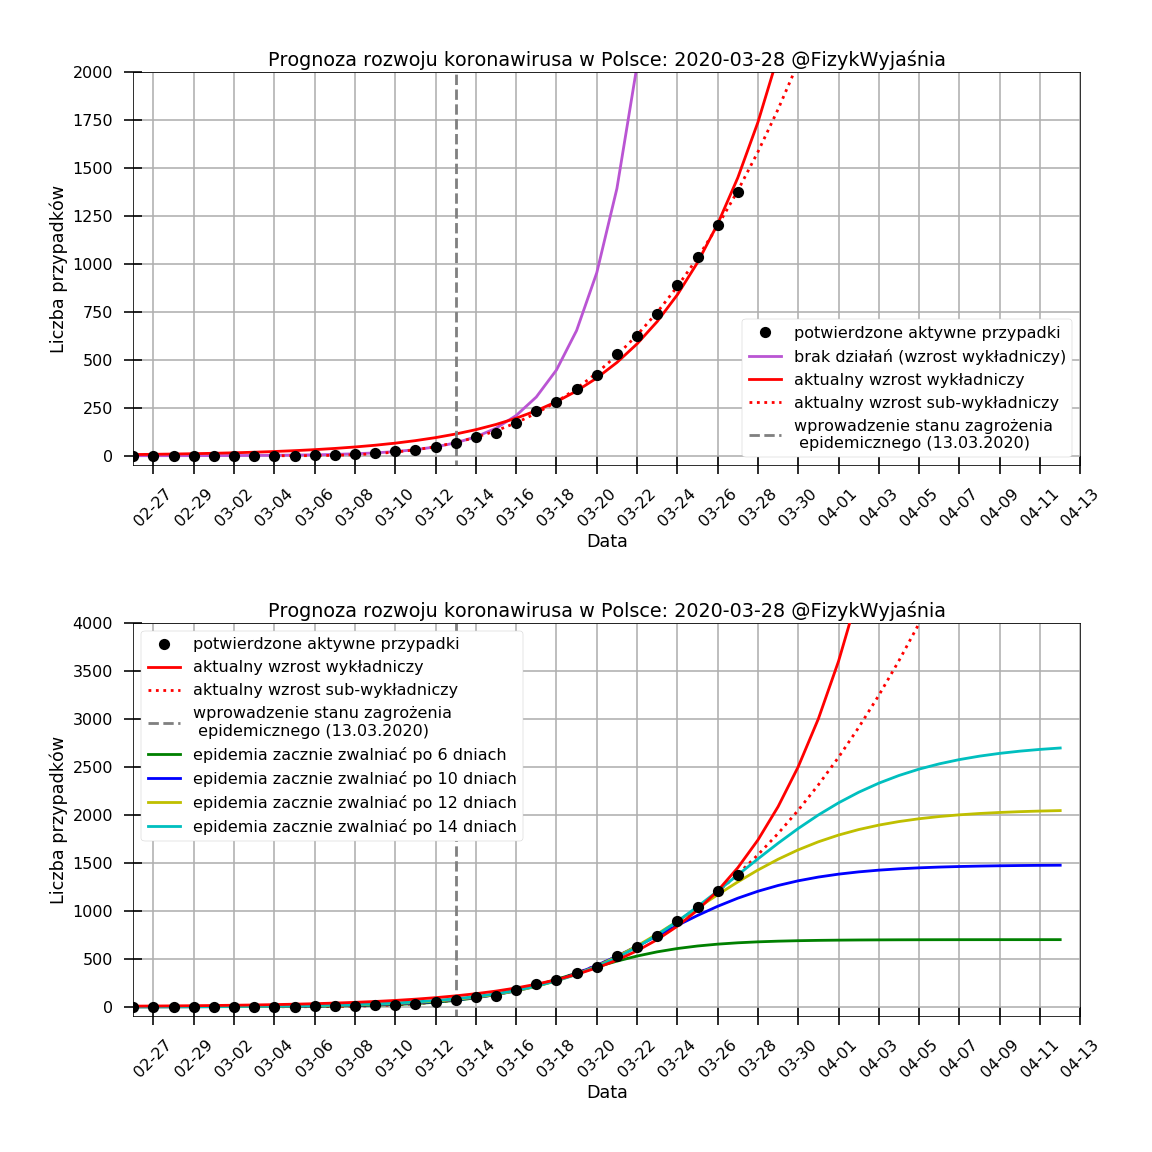 Prognoza rozwoju koronawirusa w Polsce: 2020-03-28 @FizykWyjaśnia
2000
1750
1500
1250
1000
750
500
250
0
Liczba przypadków
potwierdzone aktywne przypadki
brak działań (wzrost wykładniczy)
aktualny wzrost wykładniczy
aktualny wzrost sub-wykładniczy
wprowadzenie stanu zagrożenia
epidemicznego (13.03.2020)
02-27 02-29 03-02 03-04 03-06 03-08 03-10 03-12 03-14 03-16 03-18 03-20 03-22 03-24 03-26 03-28 03-30 04-01 04-03 04-05 04-07 04-09 04-11 04-13
Data
Prognoza rozwoju koronawirusa w Polsce: 2020-03-28 @FizykWyjaśnia
4000
3500
3000
2500
2000
1500
1000
500
0
Liczba przypadków
potwierdzone aktywne przypadki
aktualny wzrost wykładniczy
aktualny wzrost sub-wykładniczy
wprowadzenie stanu zagrożenia
epidemicznego (13.03.2020)
epidemia zacznie zwalniać po 6 dniach
epidemia zacznie zwalniać po 10 dniach
epidemia zacznie zwalniać po 12 dniach
epidemia zacznie zwalniać po 14 dniach
02-27 02-29 03-02 03-04 03-06 03-08 03-10 03-12 03-14 03-16 03-18 03-20 03-22 03-24 03-26 03-28 03-30 04-01 04-03 04-05 04-07 04-09 04-11 04-13
Data